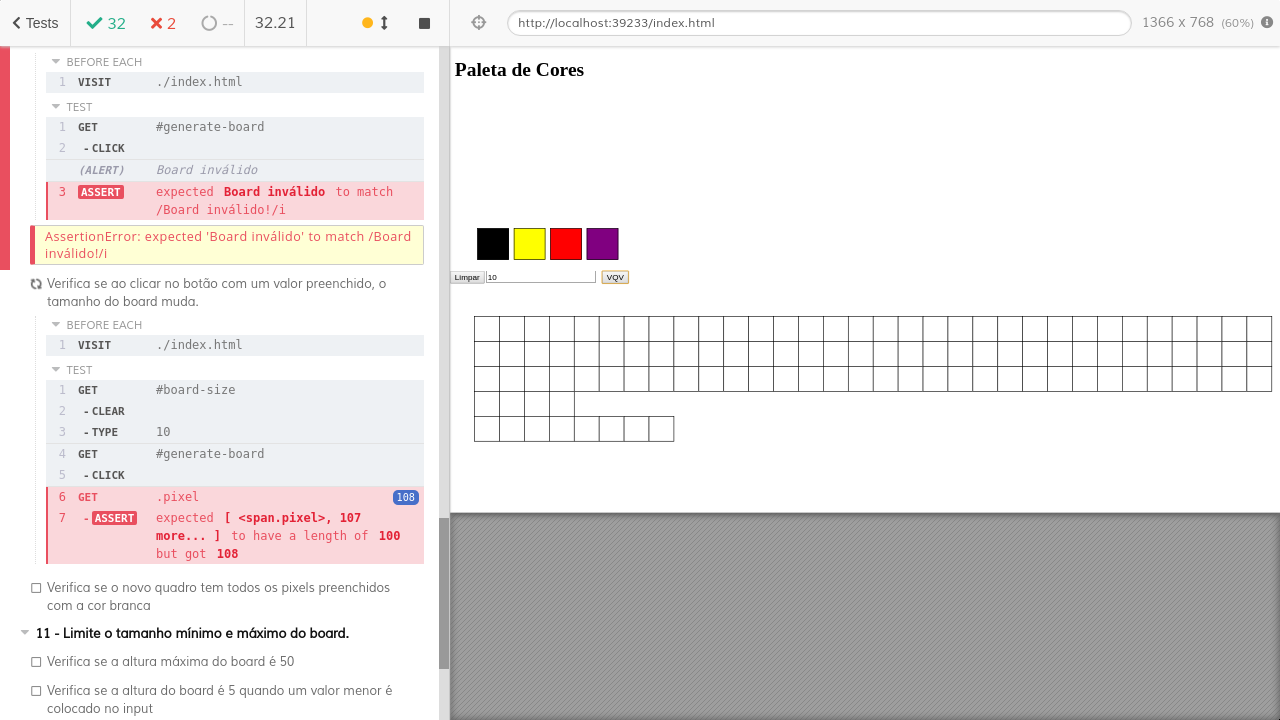 Tests
32
2
--
32.21
http://localhost:39233/index.html
1366 x 768 (60%)
BEFORE EACH
1 VISIT ./index.html
TEST
1 GET #generate-board
2 - CLICK
(ALERT) Board inválido
3 ASSERT expected Board inválido to match
/Board inválido!/i
AssertionError: expected 'Board inválido' to match /Board
inválido!/i
Verifica se ao clicar no botão com um valor preenchido, o
tamanho do board muda.
BEFORE EACH
1 VISIT ./index.html
TEST
1 GET #board-size
2 - CLEAR
3 - TYPE 10
4 GET #generate-board
5 - CLICK
6 GET .pixel 108
7 - ASSERT expected [ <span.pixel>, 107
more... ] to have a length of 100
but got 108
Verifica se o novo quadro tem todos os pixels preenchidos
com a cor branca
11 - Limite o tamanho mínimo e máximo do board.
Verifica se a altura máxima do board é 50
Verifica se a altura do board é 5 quando um valor menor é
colocado no input
Paleta de Cores
Limpar 10 VQV